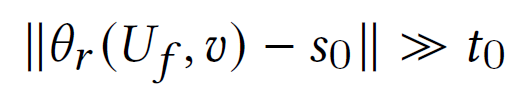 ‖θ_r(U_f, v) − s_0‖ ≫ t_0